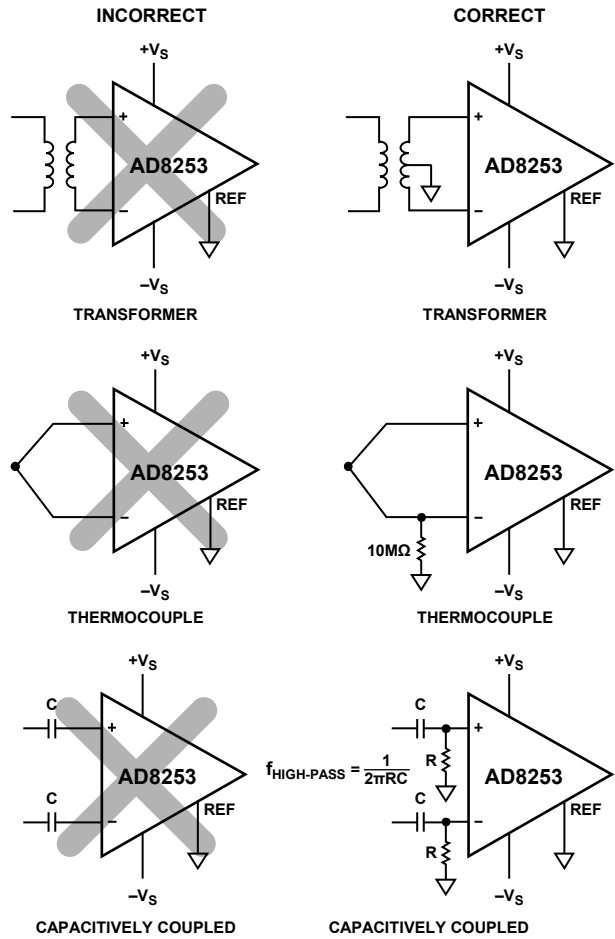 INCORRECT
CORRECT
+VS
+
AD8253
−
REF
−VS
TRANSFORMER
+VS
+
AD8253
−
REF
−VS
TRANSFORMER
+VS
+
AD8253
−
REF
−VS
THERMOCOUPLE
+VS
+
AD8253
−
REF
10MΩ
−VS
THERMOCOUPLE
+VS
C
+
AD8253
C
−
REF
−VS
CAPACITIVELY COUPLED
+VS
C
+
fHIGH-PASS = 1/2πRC
R
AD8253
C
−
REF
R
−VS
CAPACITIVELY COUPLED